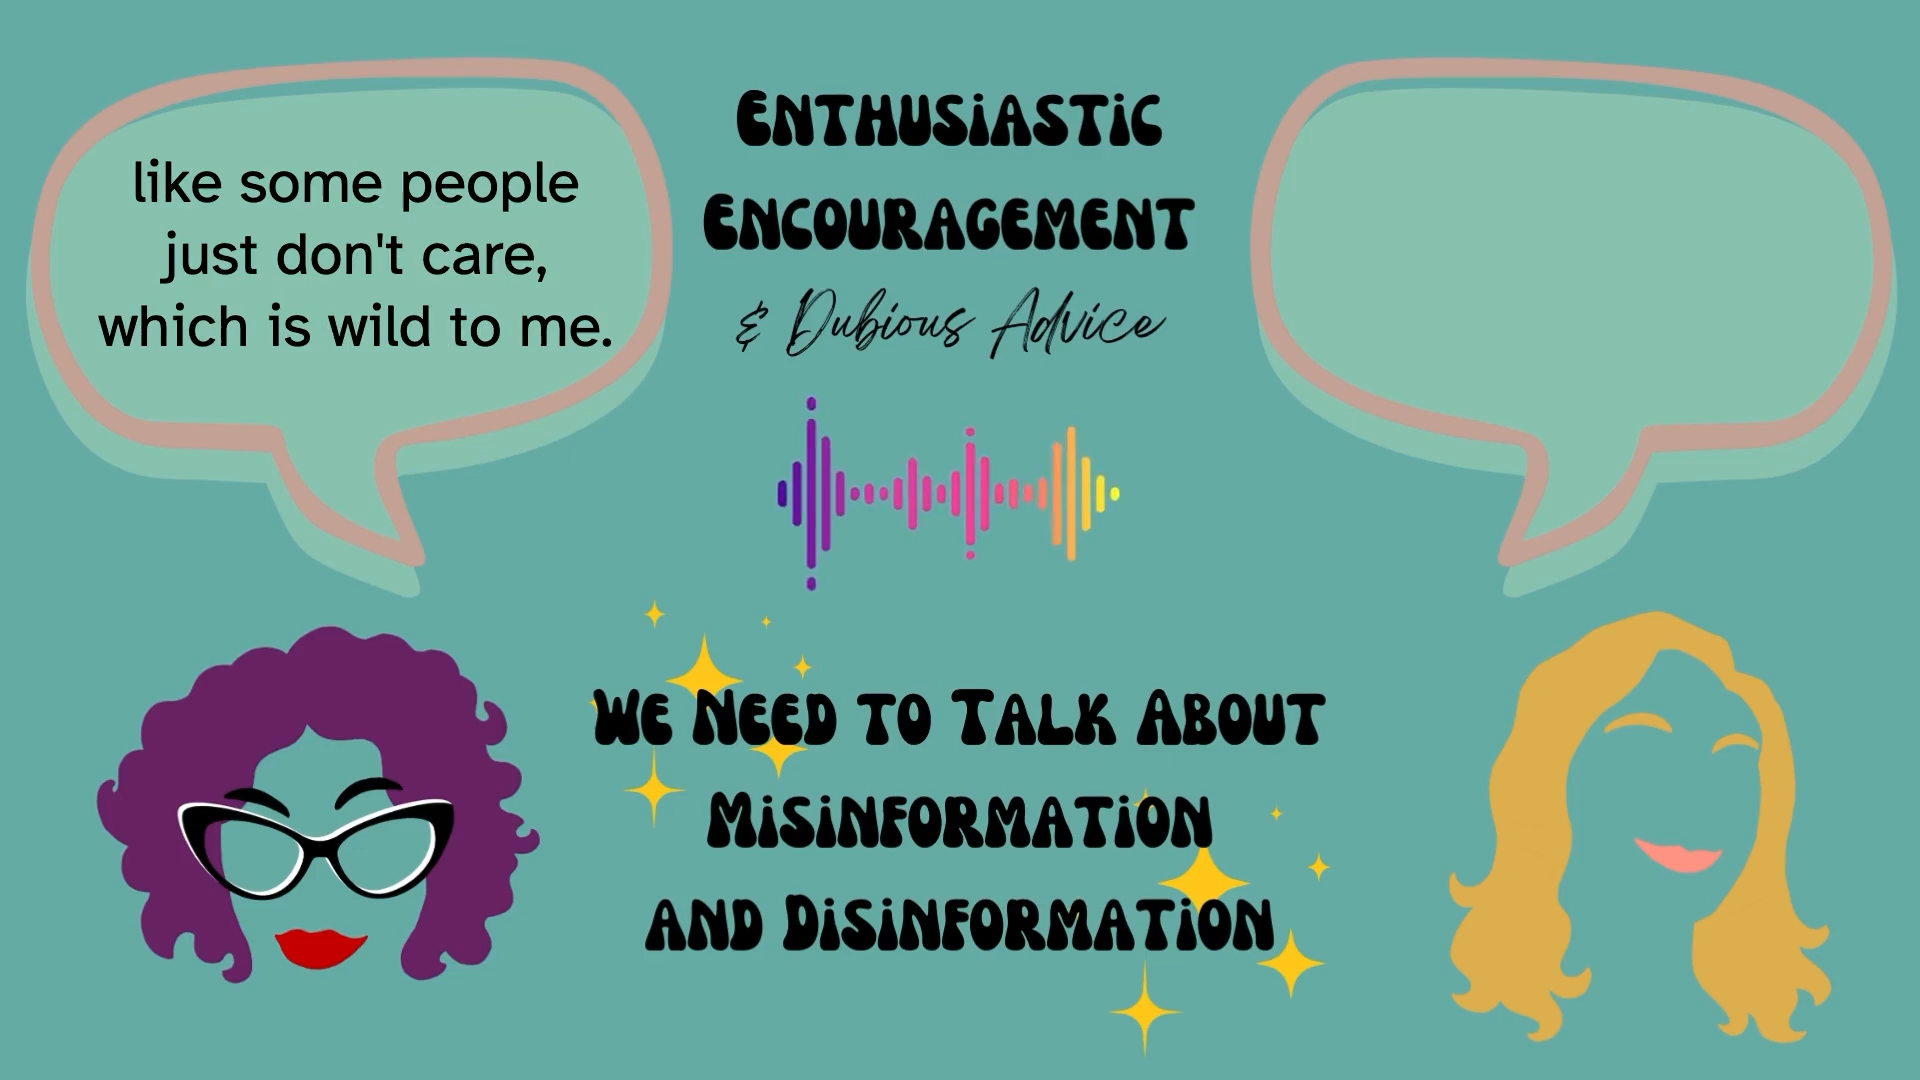 like some people
just don't care,
which is wild to me.
Enthusiastic
Encouragement
& Dubious Advice
We Need to Talk About
Misinformation
and Disinformation